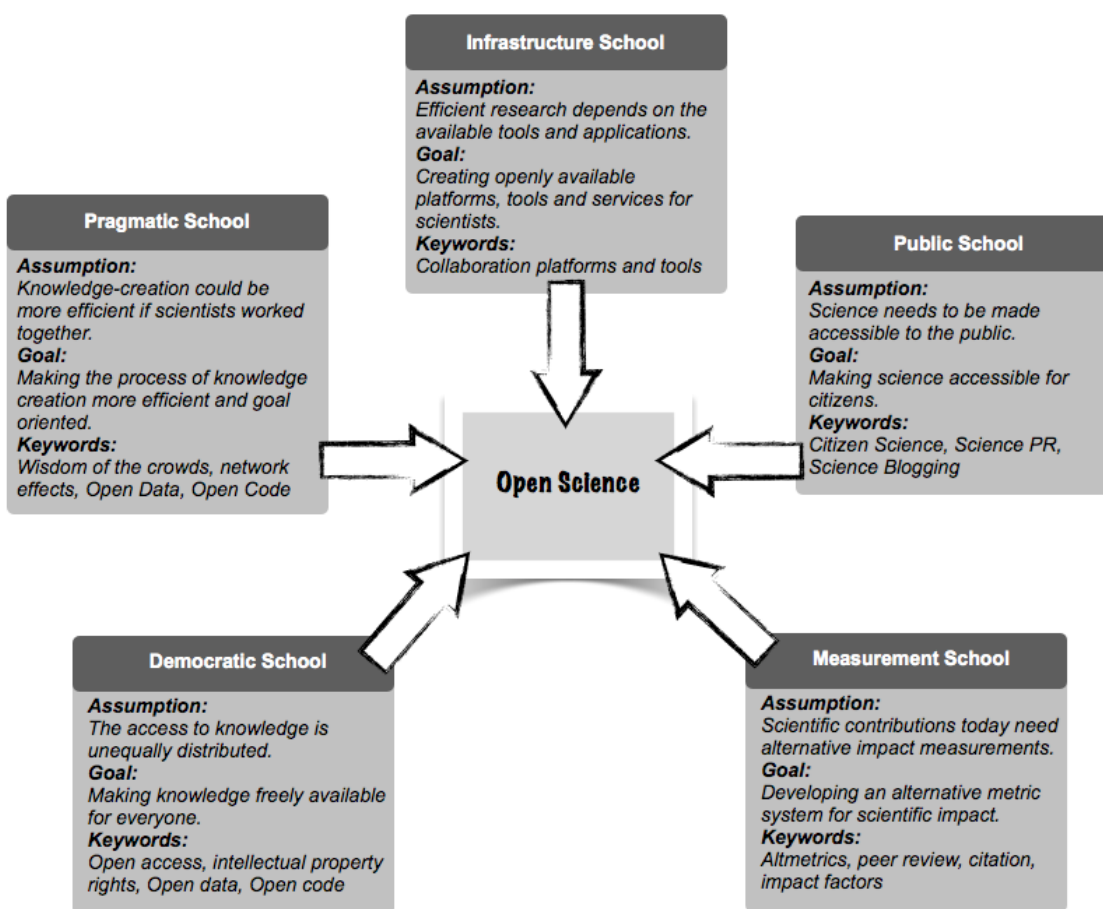 Infrastructure School
Assumption:
Efficient research depends on the
available tools and applications.
Goal:
Creating openly available
platforms, tools and services for
scientists.
Keywords:
Collaboration platforms and tools
Pragmatic School
Assumption:
Knowledge-creation could be
more efficient if scientists worked
together.
Goal:
Making the process of knowledge
creation more efficient and goal
oriented.
Keywords:
Wisdom of the crowds, network
effects, Open Data, Open Code
Public School
Assumption:
Science needs to be made
accessible to the public.
Goal:
Making science accessible for
citizens.
Keywords:
Citizen Science, Science PR,
Science Blogging
Open Science
Democratic School
Assumption:
The access to knowledge is
unequally distributed.
Goal:
Making knowledge freely available
for everyone.
Keywords:
Open access, intellectual property
rights, Open data, Open code
Measurement School
Assumption:
Scientific contributions today need
alternative impact measurements.
Goal:
Developing an alternative metric
system for scientific impact.
Keywords:
Altmetrics, peer review, citation,
impact factors